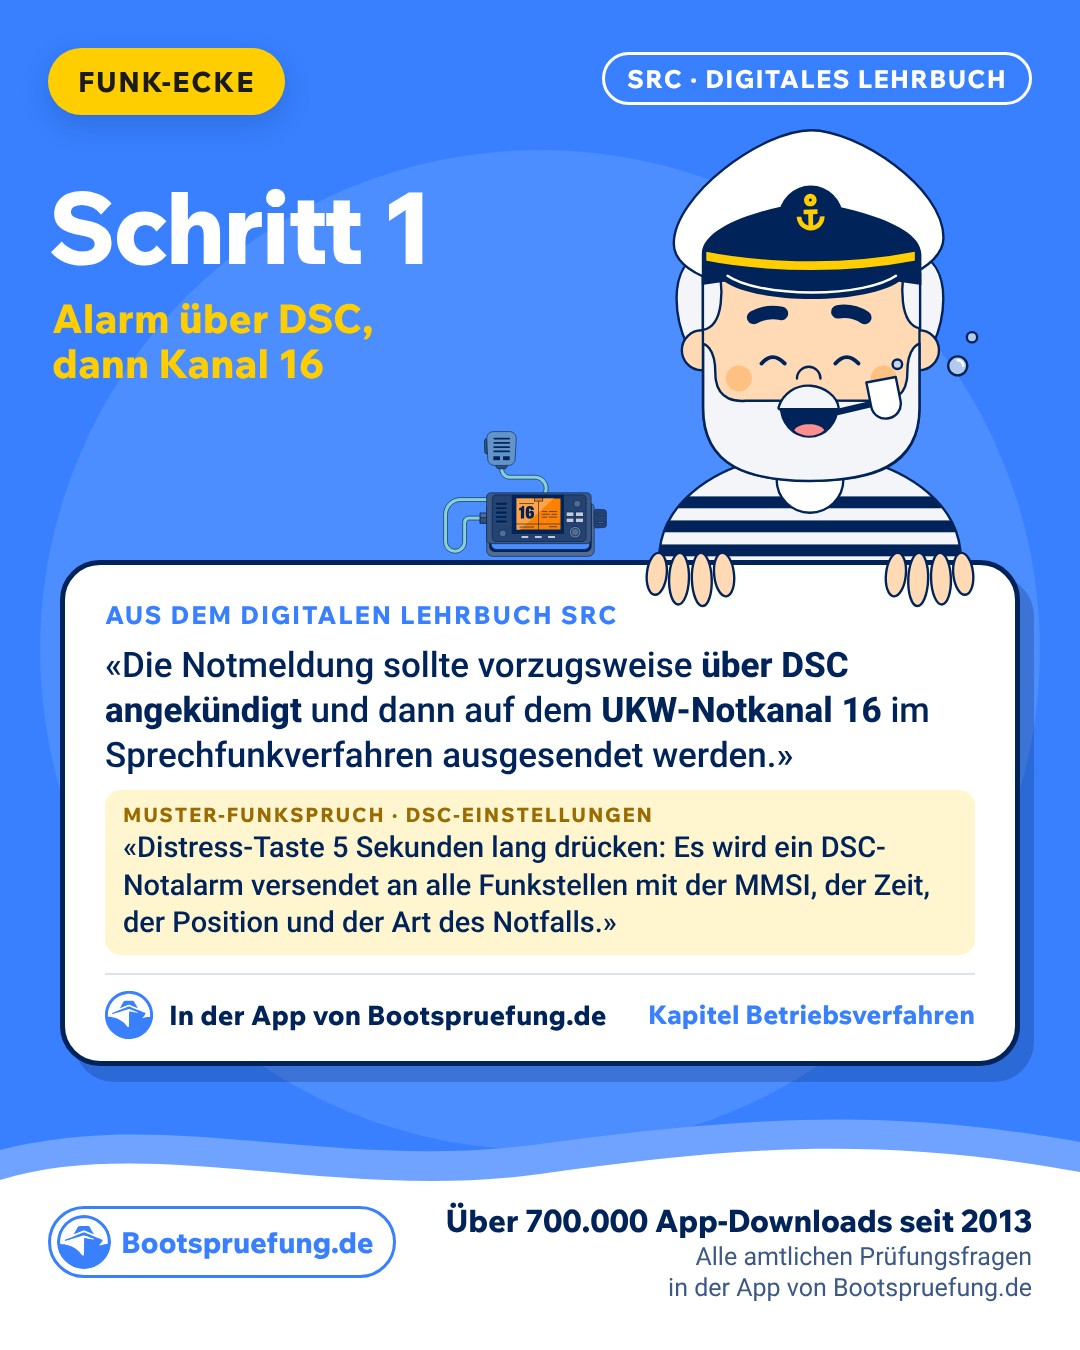 FUNK-ECKE
SRC · DIGITALES LEHRBUCH
Schritt 1
Alarm über DSC,
dann Kanal 16
16
AUS DEM DIGITALEN LEHRBUCH SRC
«Die Notmeldung sollte vorzugsweise über DSC
angekündigt und dann auf dem UKW-Notkanal 16 im
Sprechfunkverfahren ausgesendet werden.»
MUSTER-FUNKSPRUCH · DSC-EINSTELLUNGEN
«Distress-Taste 5 Sekunden lang drücken: Es wird ein DSC-
Notalarm versendet an alle Funkstellen mit der MMSI, der Zeit,
der Position und der Art des Notfalls.»
In der App von Bootspruefung.de
Kapitel Betriebsverfahren
Bootspruefung.de
Über 700.000 App-Downloads seit 2013
Alle amtlichen Prüfungsfragen
in der App von Bootspruefung.de